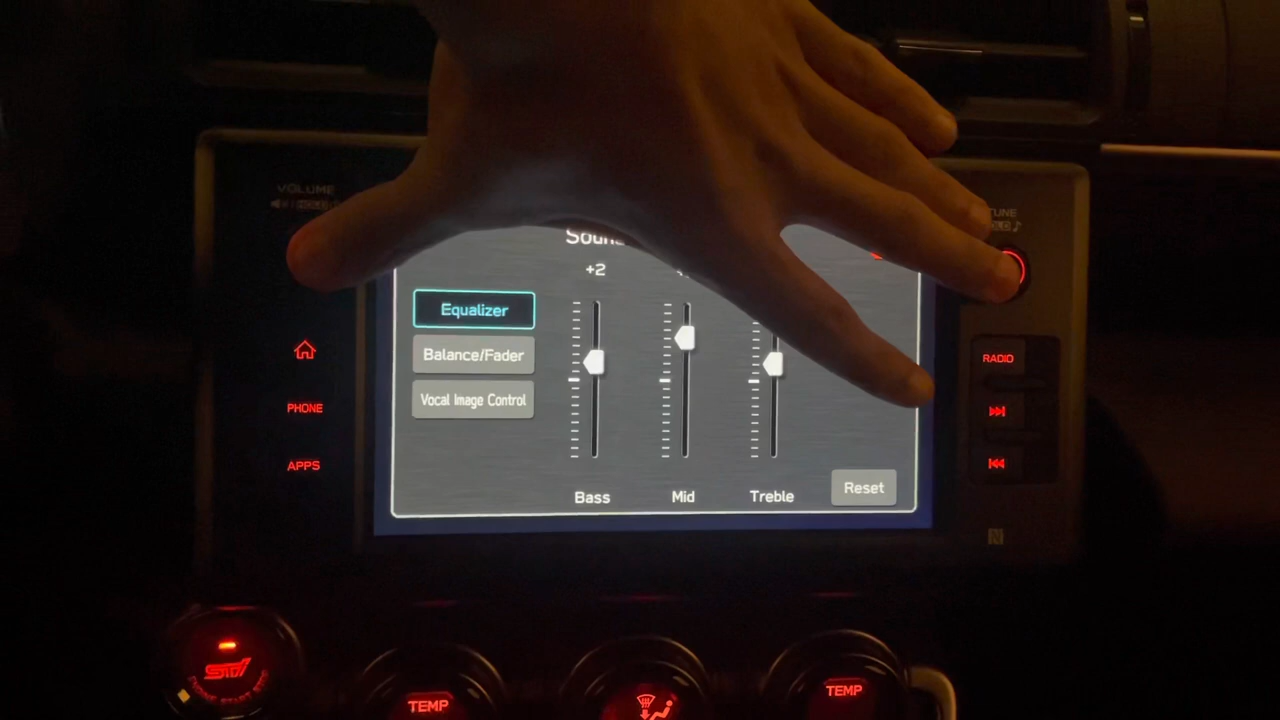 VOLUME
TUNE
Soun
+2
Equalizer
Balance/Fader
Vocal Image Control
PHONE
APPS
RADIO
Bass
Mid
Treble
Reset
STI
TEMP
TEMP